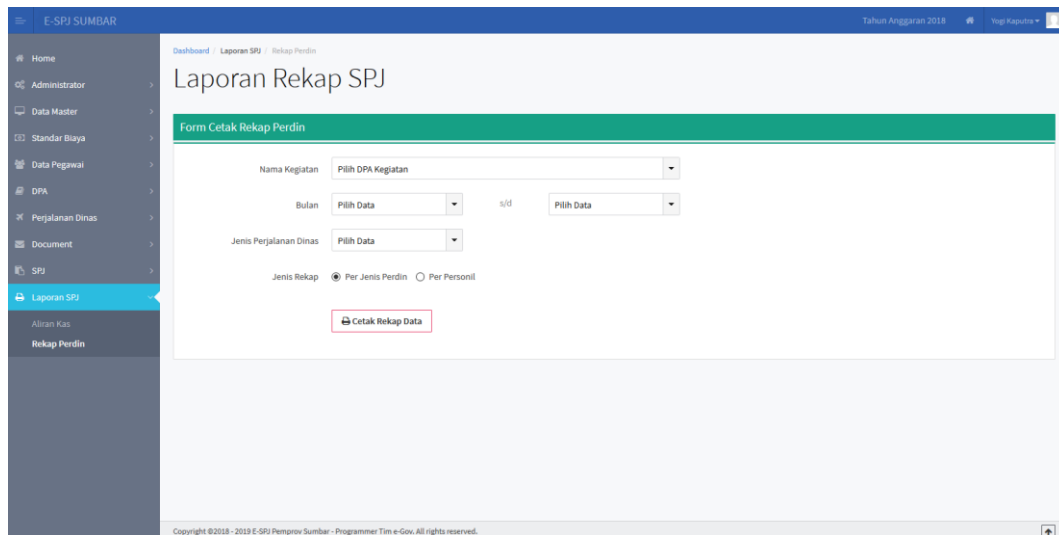 E-SPJ SUMBAR
Tahun Anggaran 2018
Yogi Kaputra
Home
Administrator
Data Master
Standar Biaya
Data Pegawai
DPA
Perjalanan Dinas
Document
SPJ
Laporan SPJ
Aliran Kas
Rekap Perdin
Dashboard / Laporan SPJ / Rekap Perdin
Laporan Rekap SPJ
Form Cetak Rekap Perdin
Nama Kegiatan Pilih DPA Kegiatan
Bulan Pilih Data s/d Pilih Data
Jenis Perjalanan Dinas Pilih Data
Jenis Rekap Per Jenis Perdin Per Personil
Cetak Rekap Data
Copyright ©2018 - 2019 E-SPJ Pemprov Sumbar - Programmer Tim e-Gov. All rights reserved.